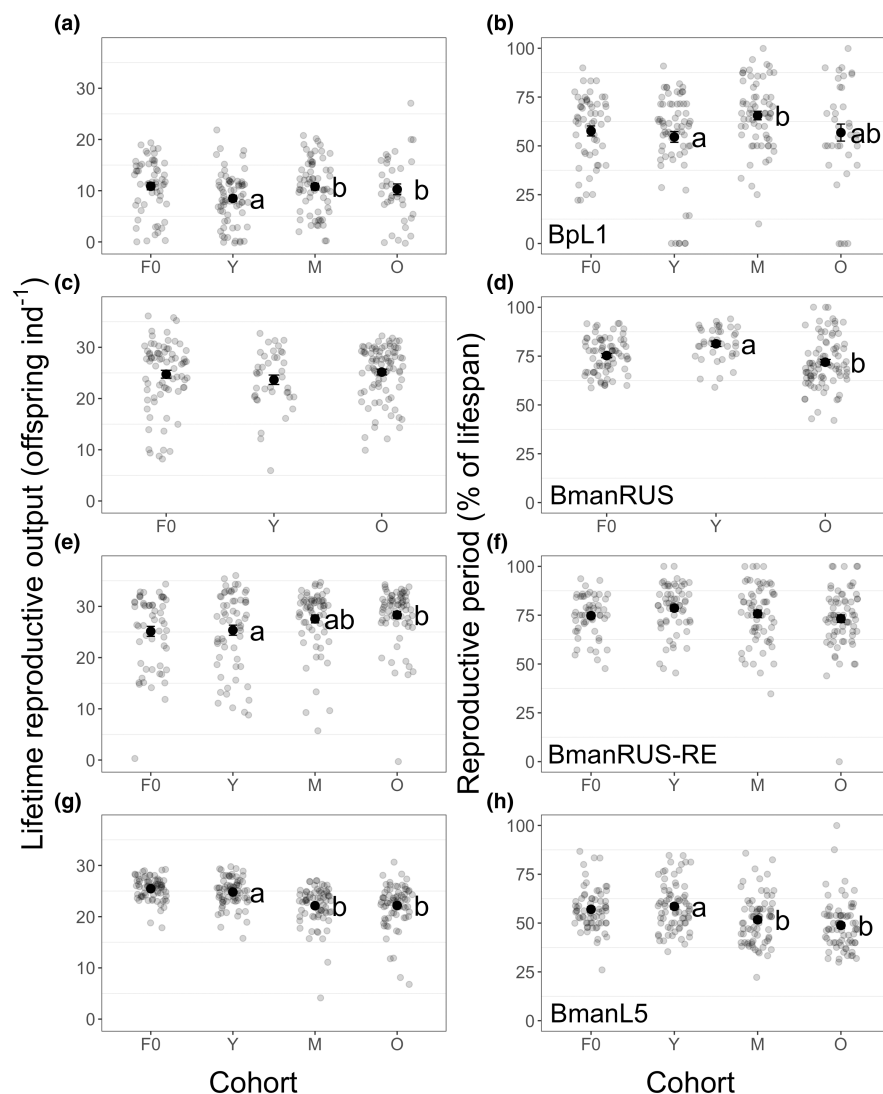 (a)
30
20
10
0
a
b
b
F0 Y M O
(b)
100
75
50
25
0
a
b
ab
BpL1
F0 Y M O
(c)
30
20
10
0
F0 Y O
(d)
100
75
50
25
0
a
b
BmanRUS
F0 Y O
(e)
30
20
10
0
a
ab
b
F0 Y M O
(f)
100
75
50
25
0
BmanRUS-RE
F0 Y M O
(g)
30
20
10
0
a
b
b
F0 Y M O
(h)
100
75
50
25
0
a
b
b
BmanL5
F0 Y M O
Lifetime reproductive output (offspring ind⁻¹)
Reproductive period (% of lifespan)
Cohort
Cohort